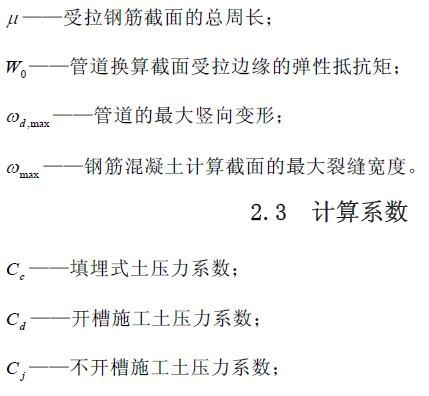 μ——受拉钢筋截面的总周长；
W₀——管道换算截面受拉边缘的弹性抵抗矩；
ω_{d,max}——管道的最大竖向变形；
ω_{max}——钢筋混凝土计算截面的最大裂缝宽度。
2.3 计算系数
C_c——填埋式土压力系数；
C_d——开槽施工土压力系数；
C_j——不开槽施工土压力系数；